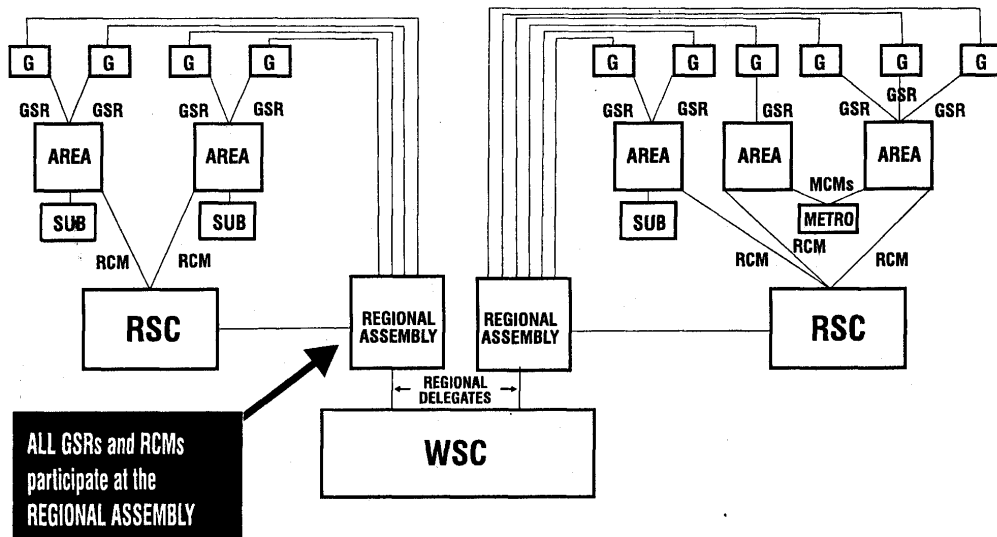 G G G G G G G G G G
GSR GSR GSR GSR GSR GSR GSR GSR GSR
AREA AREA AREA AREA AREA
MCMs
SUB SUB SUB METRO
RCM RCM RCM RCM RCM
RSC
REGIONAL
ASSEMBLY
REGIONAL
ASSEMBLY
RSC
REGIONAL
DELEGATES
WSC
ALL GSRs and RCMs
participate at the
REGIONAL ASSEMBLY